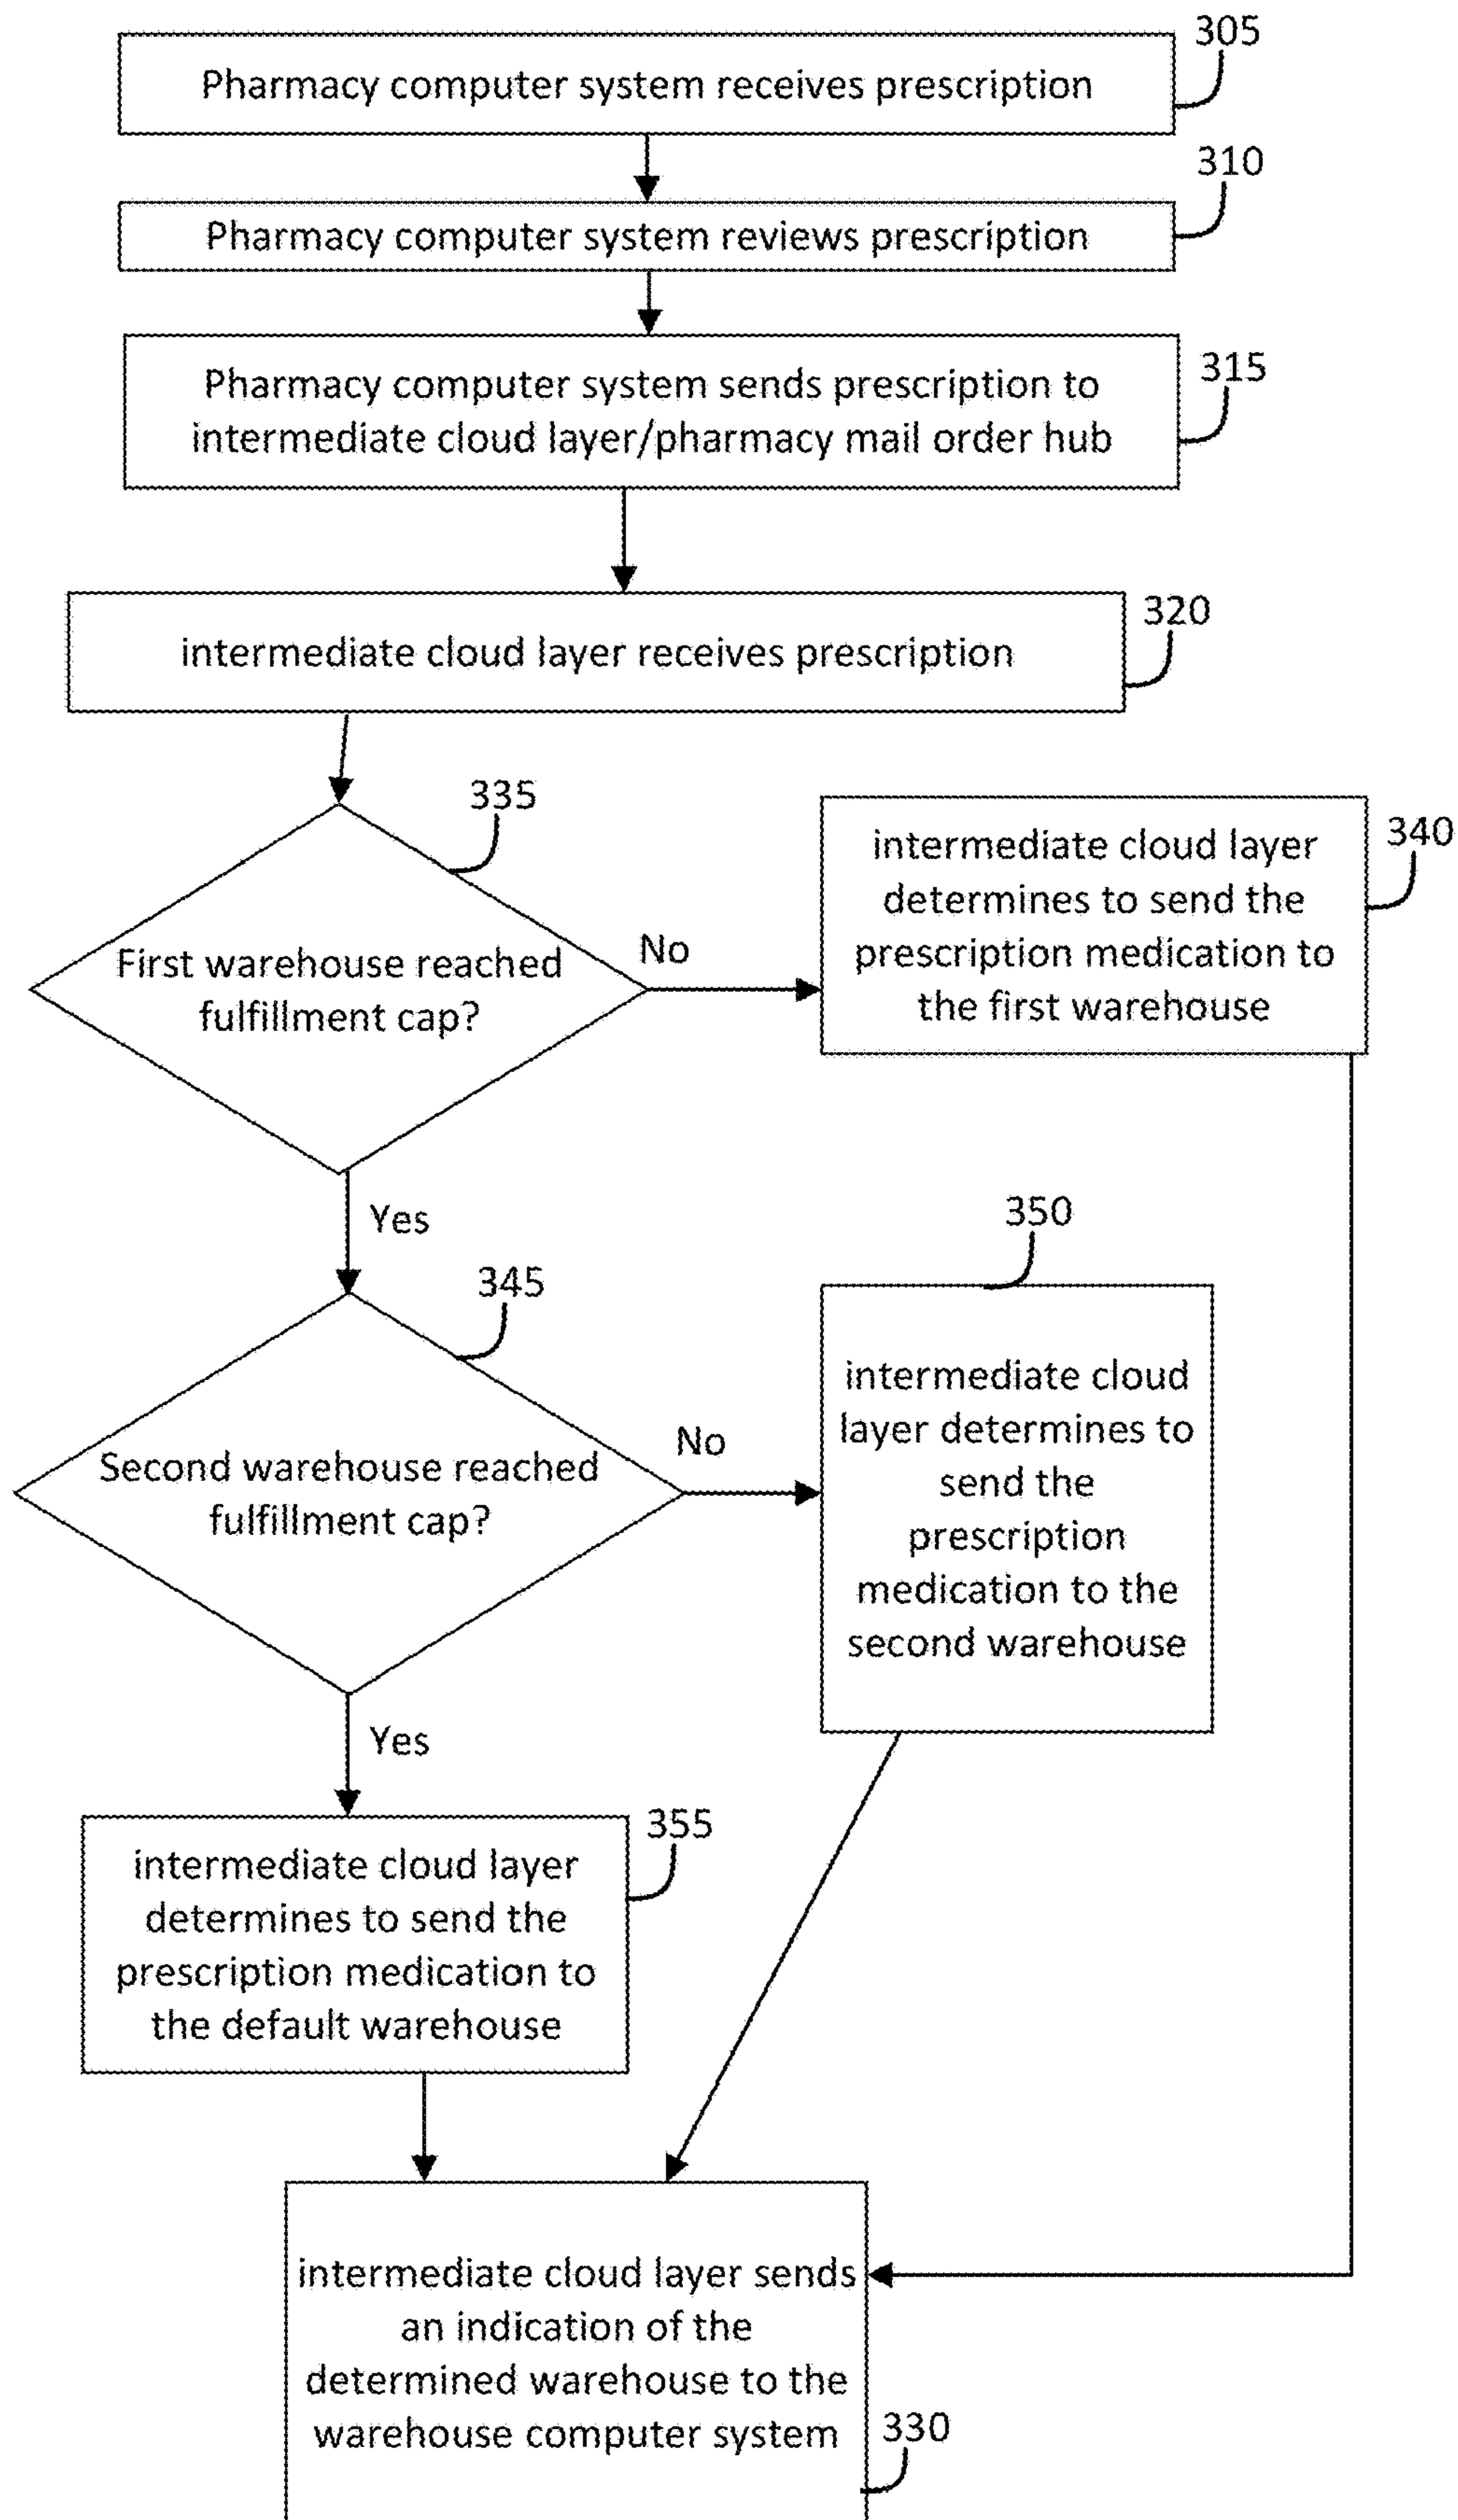 305
Pharmacy computer system receives prescription
310
Pharmacy computer system reviews prescription
315
Pharmacy computer system sends prescription to
intermediate cloud layer/pharmacy mail order hub
320
intermediate cloud layer receives prescription
335
First warehouse reached
fulfillment cap?
No
340
intermediate cloud layer
determines to send the
prescription medication to
the first warehouse
Yes
345
Second warehouse reached
fulfillment cap?
No
350
intermediate cloud
layer determines to
send the
prescription
medication to the
second warehouse
Yes
355
intermediate cloud layer
determines to send the
prescription medication to
the default warehouse
intermediate cloud layer sends
an indication of the
determined warehouse to the
warehouse computer system
330